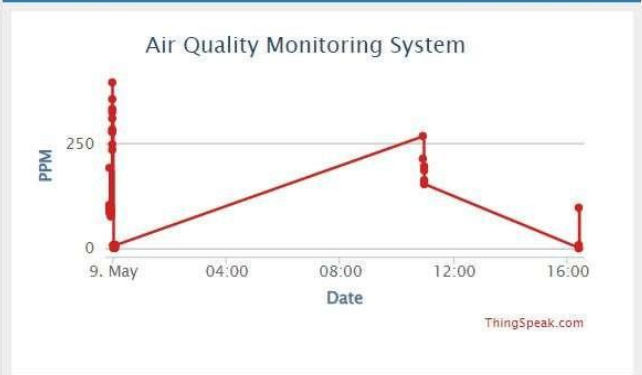 Air Quality Monitoring System
PPM
250
0
9. May 04:00 08:00 12:00 16:00
Date
ThingSpeak.com